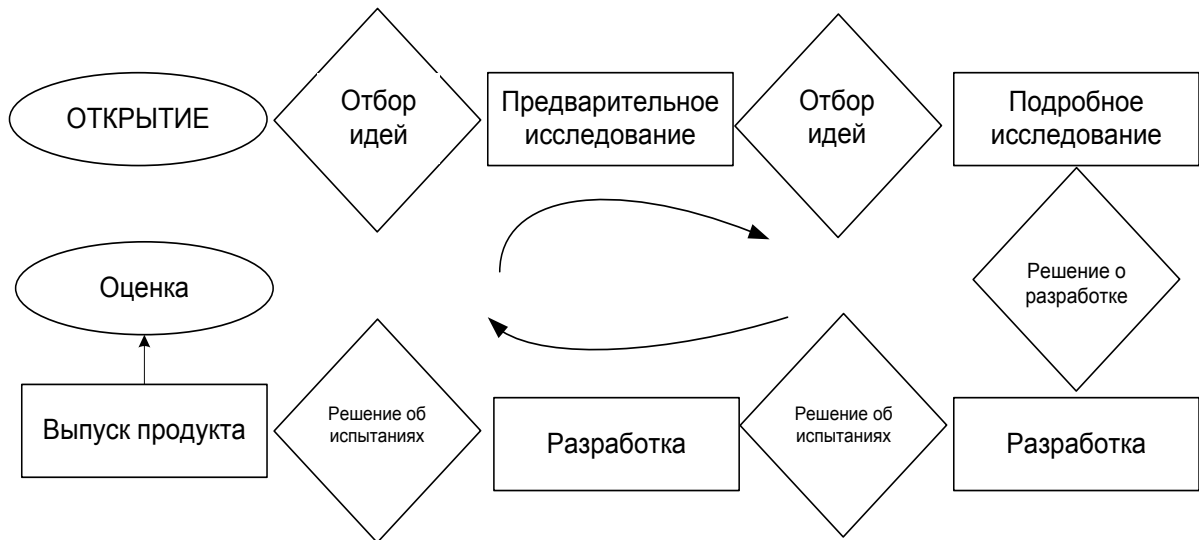 ОТКРЫТИЕ
Отбор
идей
Предварительное
исследование
Отбор
идей
Подробное
исследование
Оценка
Решение о
разработке
Выпуск продукта
Решение об
испытаниях
Разработка
Решение об
испытаниях
Разработка